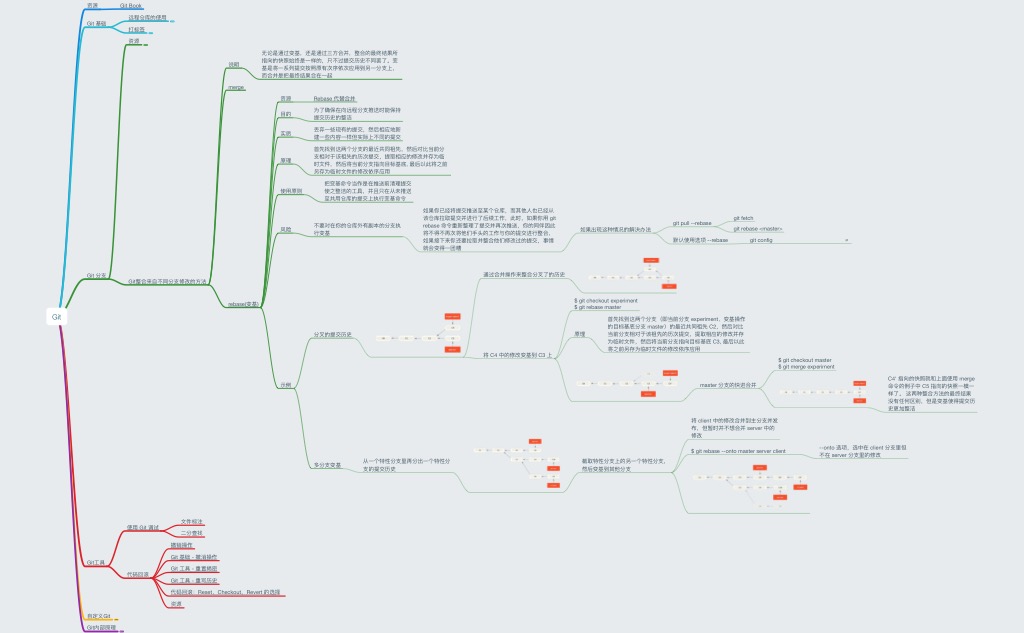 资源
Git Book
Git 基础
远程仓库的使用
打标签
资源
说明
无论是通过变基，还是通过三方合并，整合的最终结果所
指向的快照始终是一样的，只不过提交历史不同罢了。变
基是将一系列提交按照原有次序依次应用到另一分支上，
而合并是把最终结果合在一起
merge
资源
Rebase 代替合并
目的
为了确保在向远程分支推送时能保持
提交历史的整洁
实质
丢弃一些现有的提交，然后相应地新
建一些内容一样但实际上不同的提交
原理
首先找到这两个分支的最近共同祖先，然后对比当前分
支相对于该祖先的历次提交，提取相应的修改并存为临
时文件，然后将当前分支指向目标基底，最后以此将之前
另存为临时文件的修改依序应用
使用原则
把变基命令当作是在推送前清理提交
使之整洁的工具，并且只在从未推送
至共用仓库的提交上执行变基命令
风险
不要对在你的仓库外有副本的分支执
行变基
如果你已经将提交推送至某个仓库，而其他人也已经从
该仓库拉取提交并进行了后续工作，此时，如果你用 git
rebase 命令重新整理了提交并再次推送，你的同伴因此
将不得不再次将他们手头的工作与你的提交进行整合，
如果接下来你还要拉取并整合他们修改过的提交，事情
就会变得一团糟
如果出现这种情况的解决办法
git pull --rebase
git fetch
git rebase <master>
默认使用选项 --rebase
git config
Git 分支
Git整合来自不同分支修改的方法
rebase(变基)
示例
分叉的提交历史
通过合并操作来整合分叉了的历史
将 C4 中的修改变基到 C3 上
$ git checkout experiment
$ git rebase master
原理
首先找到这两个分支（即当前分支 experiment、变基操作
的目标基底分支 master）的最近共同祖先 C2，然后对比
当前分支相对于该祖先的历次提交，提取相应的修改并存
为临时文件，然后将当前分支指向目标基底 C3, 最后以此
将之前另存为临时文件的修改依序应用
master 分支的快进合并
$ git checkout master
$ git merge experiment
C4' 指向的快照就和上面使用 merge
命令的例子中 C5 指向的快照一模一
样了。 这两种整合方法的最终结果
没有任何区别，但是变基使得提交历
史更加整洁
多分支变基
从一个特性分支里再分出一个特性分
支的提交历史
截取特性分支上的另一个特性分支，
然后变基到其他分支
将 client 中的修改合并到主分支并发
布，但暂时并不想合并 server 中的
修改
$ git rebase --onto master server client
--onto 选项，选中在 client 分支里但
不在 server 分支里的修改
Git
Git工具
使用 Git 调试
文件标注
二分查找
代码回滚
撤销操作
Git 基础 - 撤消操作
Git 工具 - 重置揭密
Git 工具 - 重写历史
代码回滚：Reset、Checkout、Revert 的选择
资源
自定义Git
Git内部原理